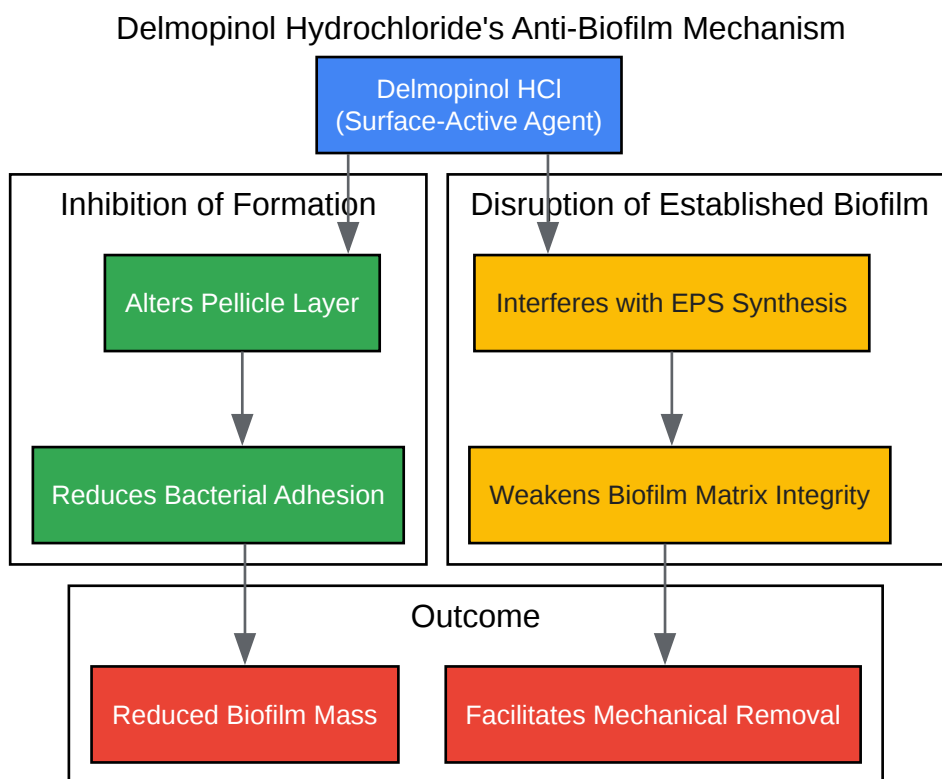 Delmopinol Hydrochloride's Anti-Biofilm Mechanism
Delmopinol HCl
(Surface-Active Agent)
Inhibition of Formation
Disruption of Established Biofilm
Alters Pellicle Layer
Interferes with EPS Synthesis
Reduces Bacterial Adhesion
Weakens Biofilm Matrix Integrity
Outcome
Reduced Biofilm Mass
Facilitates Mechanical Removal